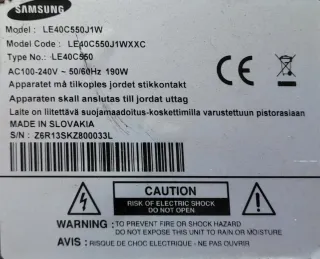 SAMSUNG
Model : LE40C550J1W
Model Code : LE40C550J1WXXC
Type No : LE40C550
AC100-240V ~ 50/60Hz 190W
Apparatet må tilkoples jordet stikkontakt
Apparaten skall anslutas till jordat uttag
Laite on liitettävä suojamaadoitus-koskettimilla varustettuun pistorasiaan
MADE IN SLOVAKIA
S/N : Z6R13SKZ800033L
CE
CAUTION
RISK OF ELECTRIC SHOCK
DO NOT OPEN
WARNING : TO PREVENT FIRE OR SHOCK HAZARD
DO NOT EXPOSE THIS UNIT TO RAIN OR MOISTURE
AVIS : RISQUE DE CHOC ELECTRIQUE - NE PAS OUVRIR